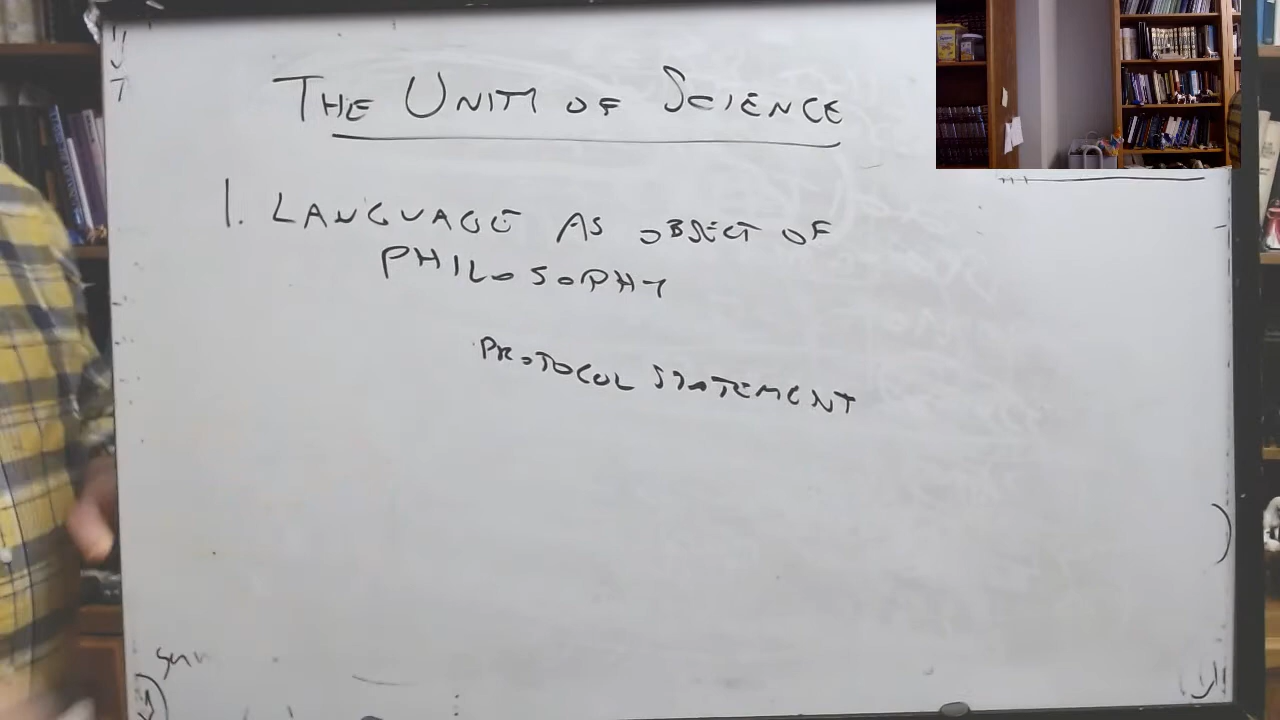 THE UNITY OF SCIENCE
1. LANGUAGE AS OBJECT OF
PHILOSOPHY
PROTOCOL STATEMENT